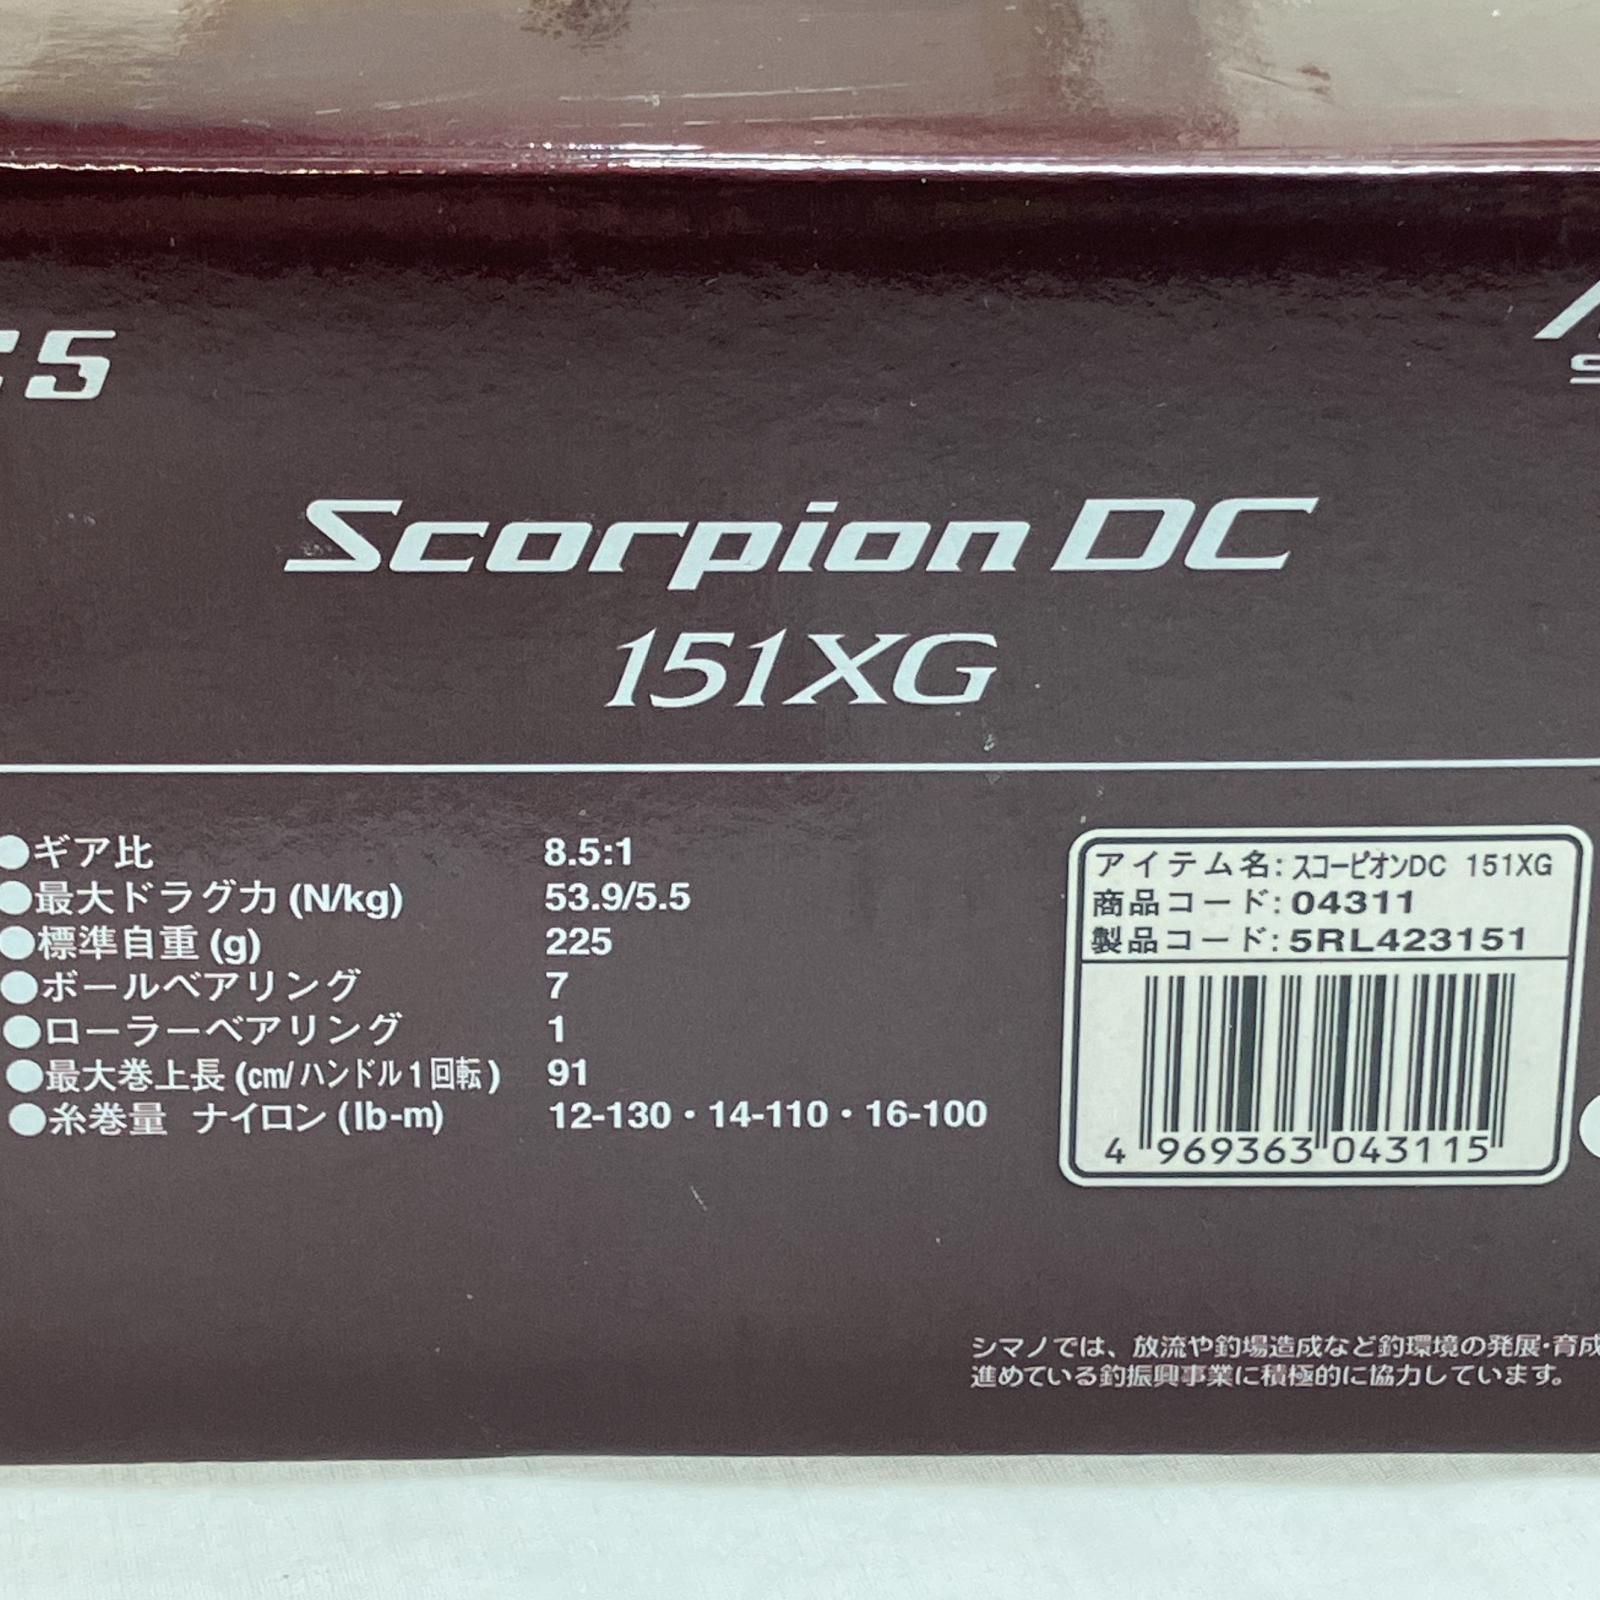 Scorpion DC
151XG
●ギア比 8.5:1
●最大ドラグ力 (N/kg) 53.9/5.5
●標準自重 (g) 225
●ボールベアリング 7
●ローラーベアリング 1
●最大巻上長 (cm/ハンドル1回転) 91
●糸巻量 ナイロン (lb-m) 12-130・14-110・16-100
アイテム名: スコーピオンDC 151XG
商品コード: 04311
製品コード: 5RL423151
4 969363 043115
シマノでは、放流や釣場造成など釣環境の発展・育成
進めている釣振興事業に積極的に協力しています。